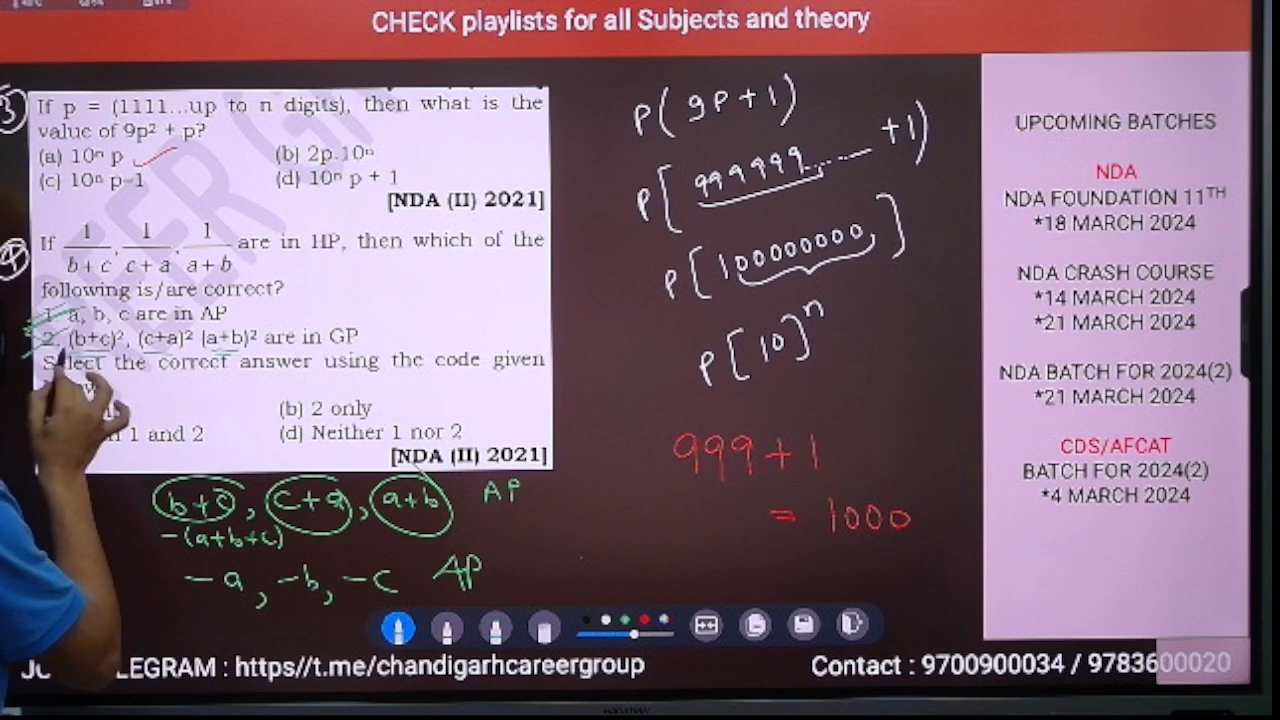 CHECK playlists for all Subjects and theory
3
If p = (1111...up to n digits), then what is the
value of 9p² + p?
(a) 10ⁿ p
(b) 2p.10ⁿ
(c) 10ⁿ p-1
(d) 10ⁿ p + 1
[NDA (II) 2021]
If 1/b+c, 1/c+a, 1/a+b are in HP, then which of the
following is/are correct?
1. a, b, c are in AP
2. (b+c)², (c+a)² (a+b)² are in GP
Select the correct answer using the code given
(b) 2 only
1 and 2
(d) Neither 1 nor 2
[NDA (II) 2021]
b+c, c+a, a+b AP
-(a+b+c)
-a, -b, -c AP
P(9P+1)
P[999999...... +1)
P[100000000]
P[10]ⁿ
999+1
= 1000
UPCOMING BATCHES
NDA
NDA FOUNDATION 11TH
*18 MARCH 2024
NDA CRASH COURSE
*14 MARCH 2024
*21 MARCH 2024
NDA BATCH FOR 2024(2)
*21 MARCH 2024
CDS/AFCAT
BATCH FOR 2024(2)
*4 MARCH 2024
LEGRAM : https//t.me/chandigarhcareergroup
Contact : 9700900034 / 9783600020